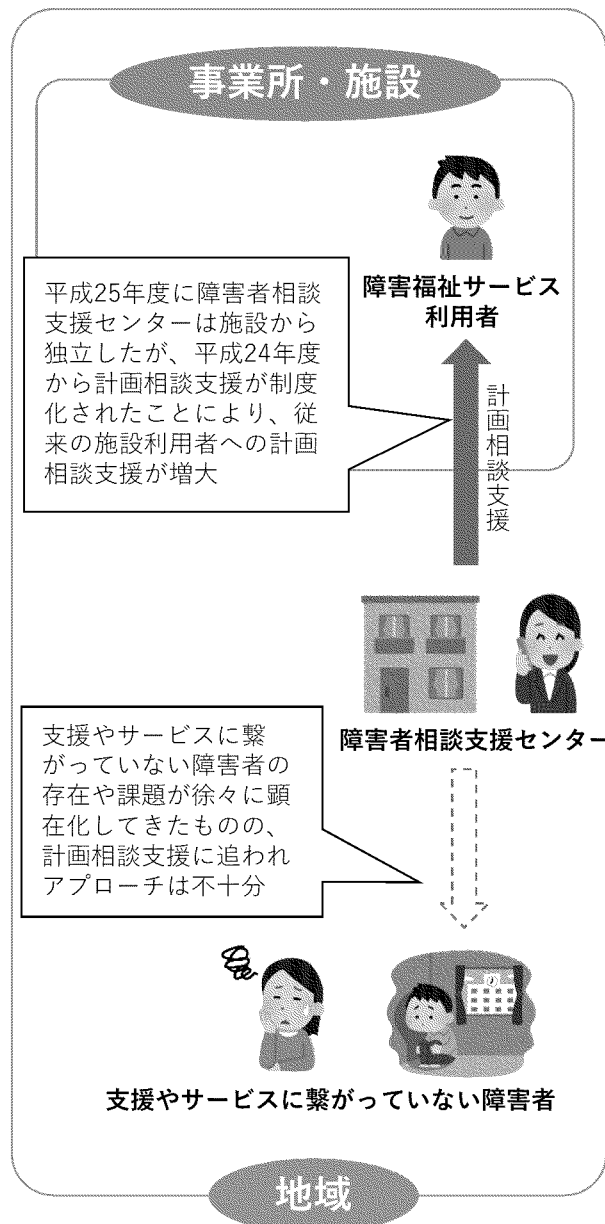 事業所・施設
障害福祉サービス
利用者
平成25年度に障害者相談
支援センターは施設から
独立したが、平成24年度
から計画相談支援が制度
化されたことにより、従
来の施設利用者への計画
相談支援が増大
計画相談支援
障害者相談支援センター
支援やサービスに繋
がっていない障害者の
存在や課題が徐々に顕
在化してきたものの、
計画相談支援に追われ
アプローチは不十分
支援やサービスに繋がっていない障害者
地域